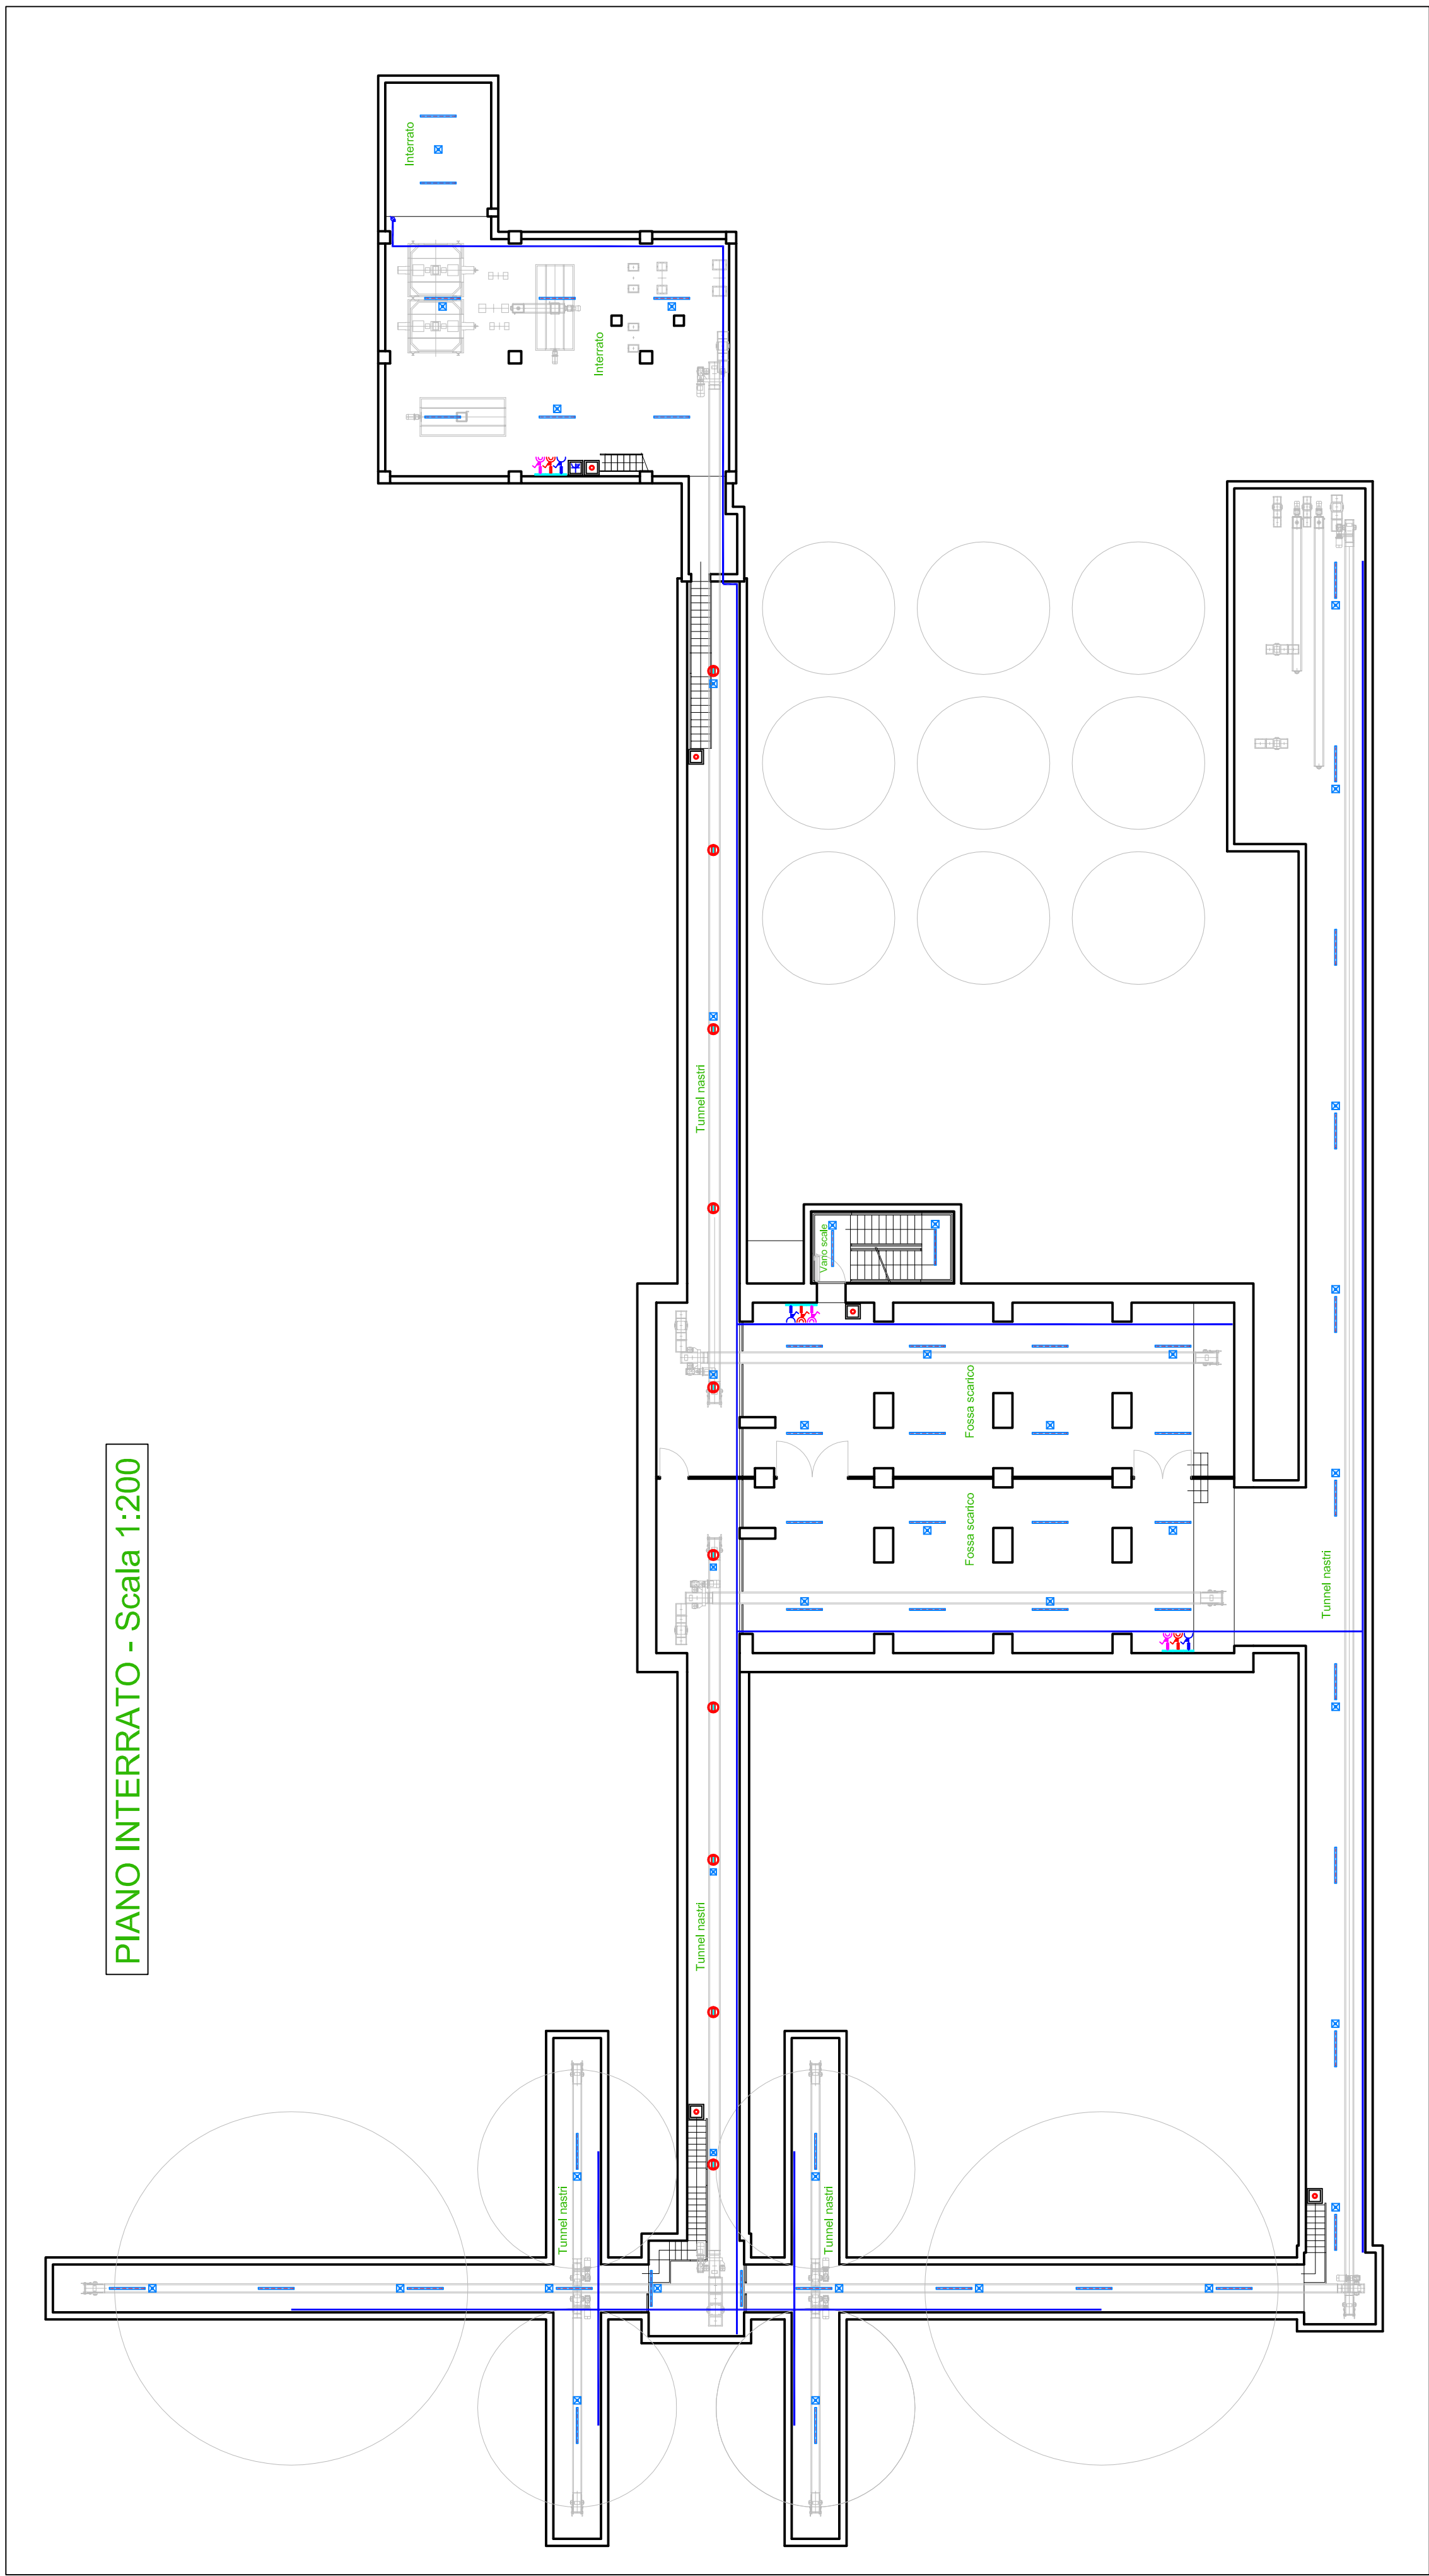 PIANO INTERRATO - Scala 1:200
Interrato
Interrato
Tunnel nastri
Vano scale
Fossa scarico
Fossa scarico
Tunnel nastri
Tunnel nastri
Tunnel nastri
Tunnel nastri